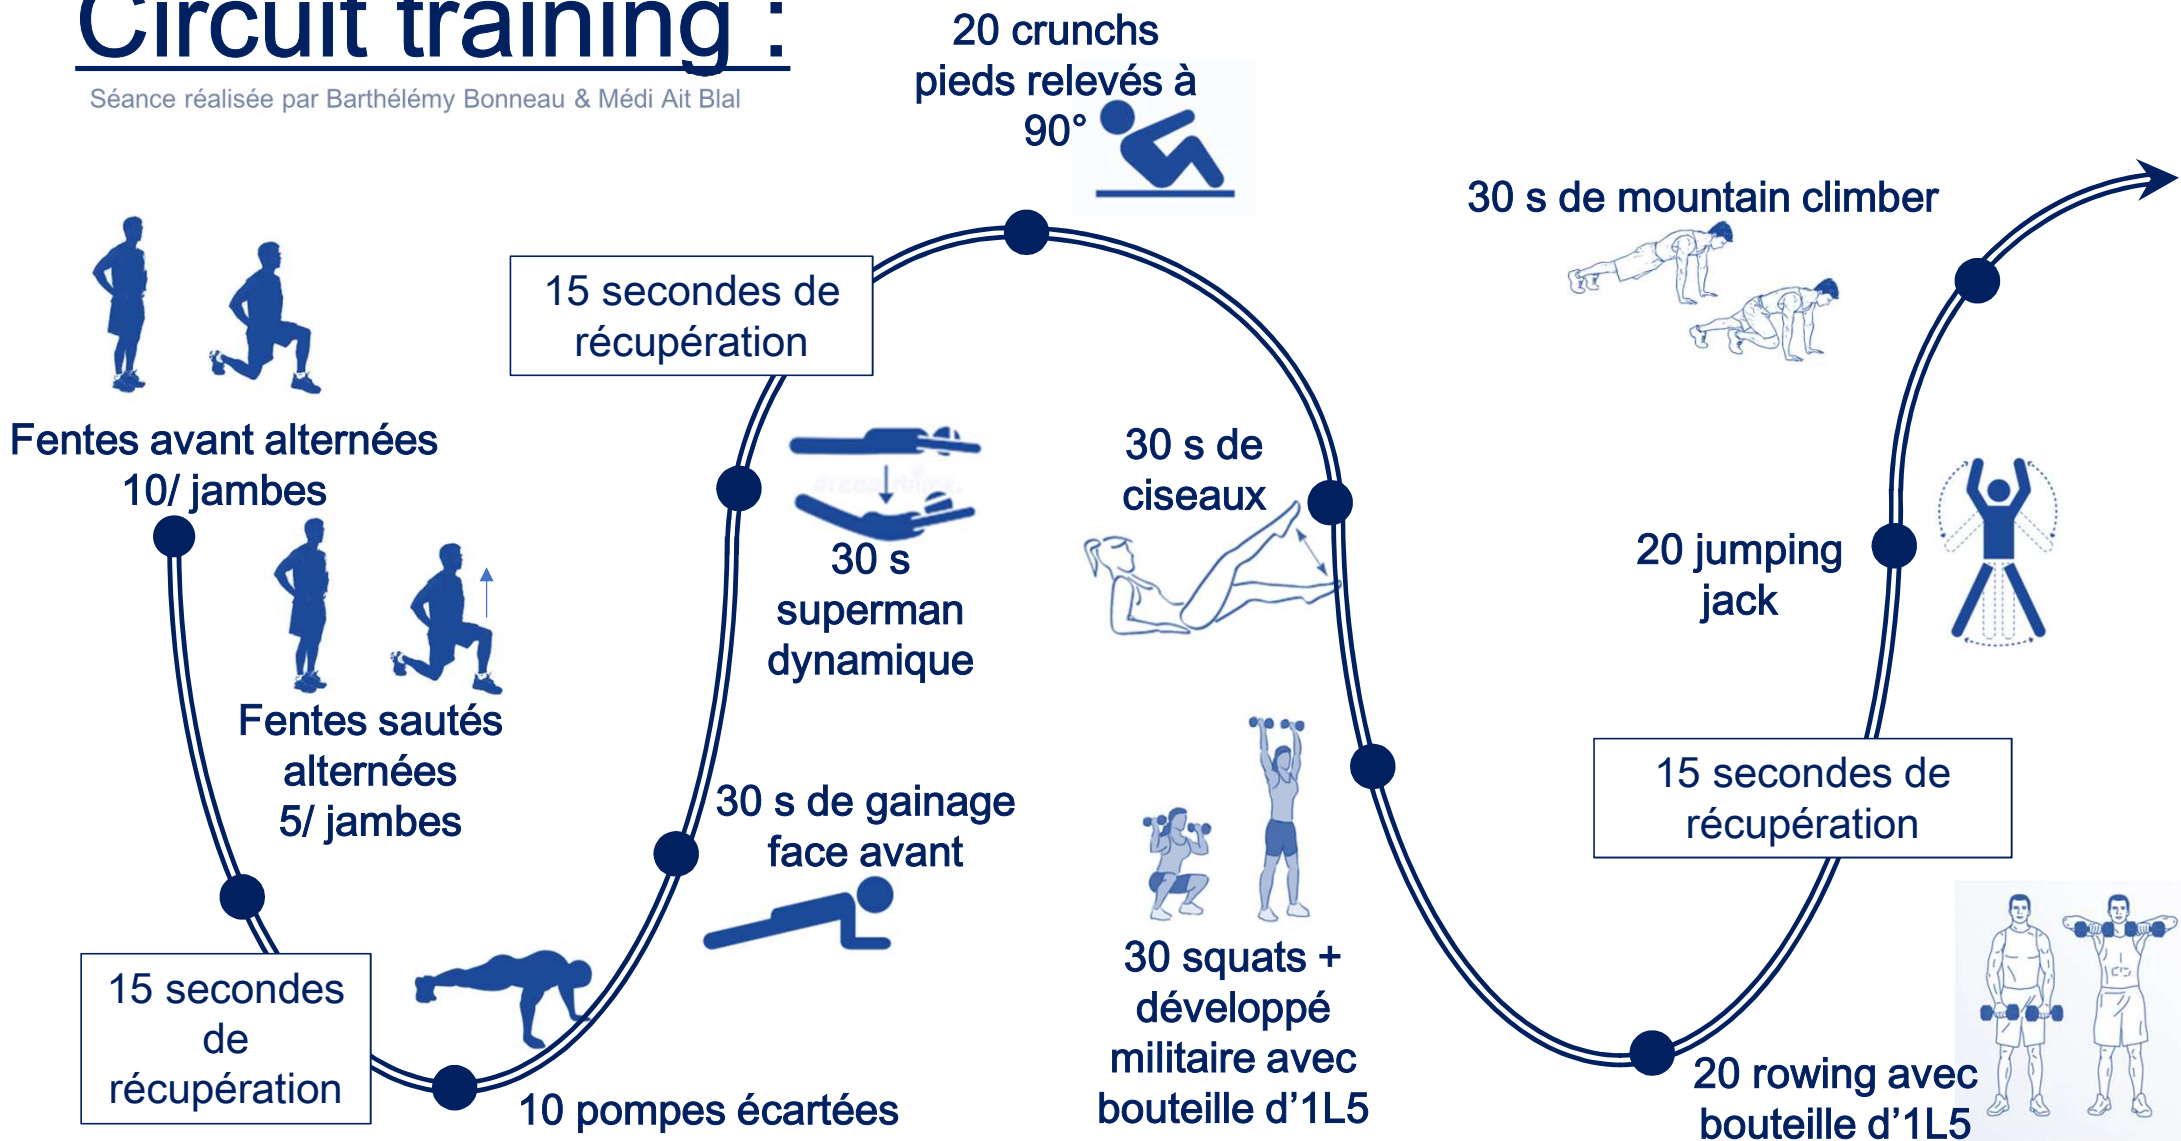 Circuit training :
Séance réalisée par Barthélémy Bonneau & Médi Ait Blal
Fentes avant alternées
10/ jambes
Fentes sautés
alternées
5/ jambes
15 secondes
de
récupération
10 pompes écartées
30 s de gainage
face avant
30 s
superman
dynamique
15 secondes de
récupération
20 crunchs
pieds relevés à
90°
30 s de
ciseaux
30 squats +
développé
militaire avec
bouteille d’1L5
20 rowing avec
bouteille d’1L5
15 secondes de
récupération
20 jumping
jack
30 s de mountain climber